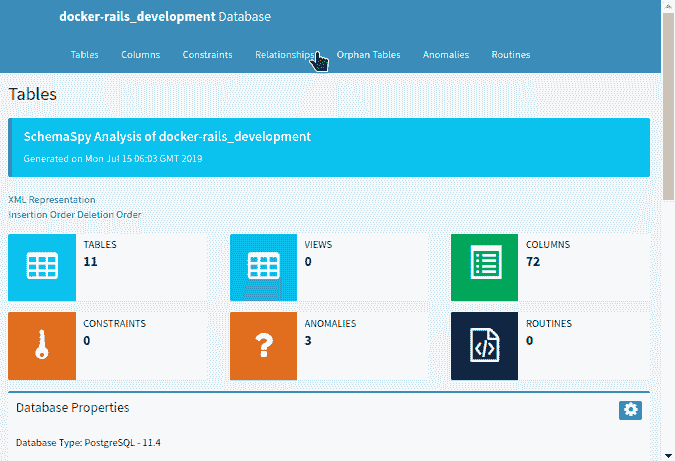 docker-rails_development Database
Tables Columns Constraints Relationships Orphan Tables Anomalies Routines
Tables
SchemaSpy Analysis of docker-rails_development
Generated on Mon Jul 15 06:03 GMT 2019
XML Representation
Insertion Order Deletion Order
TABLES
11
VIEWS
0
COLUMNS
72
CONSTRAINTS
0
ANOMALIES
3
ROUTINES
0
Database Properties
Database Type: PostgreSQL - 11.4